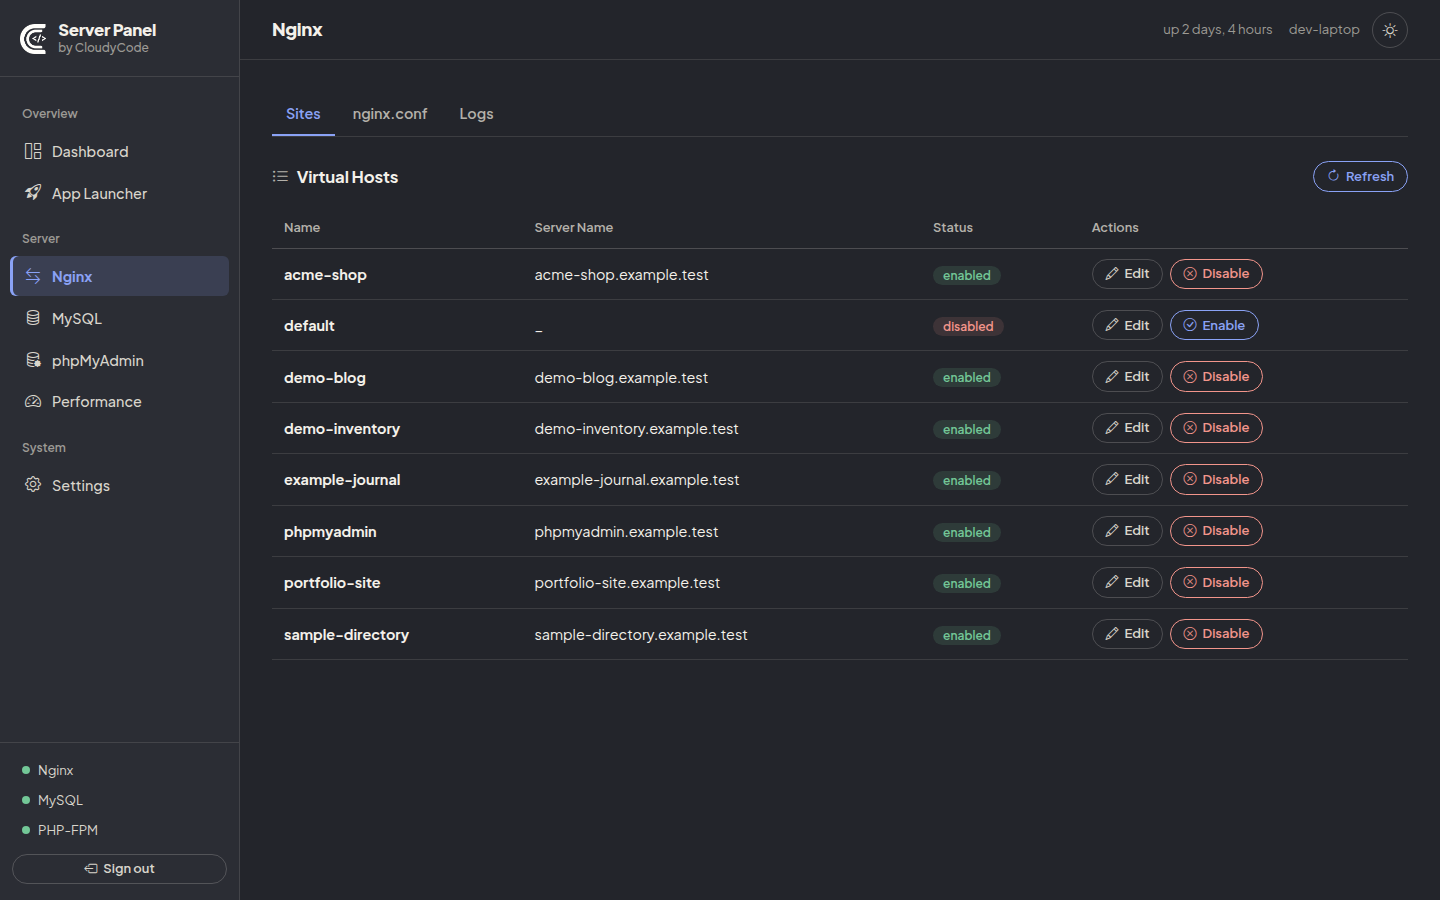 Server Panel
by CloudyCode
Overview
Dashboard
App Launcher
Server
Nginx
MySQL
phpMyAdmin
Performance
System
Settings
Nginx
MySQL
PHP-FPM
Sign out
Nginx
up 2 days, 4 hours dev-laptop
Sites nginx.conf Logs
Virtual Hosts
Refresh
Name Server Name Status Actions
acme-shop acme-shop.example.test enabled Edit Disable
default _ disabled Edit Enable
demo-blog demo-blog.example.test enabled Edit Disable
demo-inventory demo-inventory.example.test enabled Edit Disable
example-journal example-journal.example.test enabled Edit Disable
phpmyadmin phpmyadmin.example.test enabled Edit Disable
portfolio-site portfolio-site.example.test enabled Edit Disable
sample-directory sample-directory.example.test enabled Edit Disable